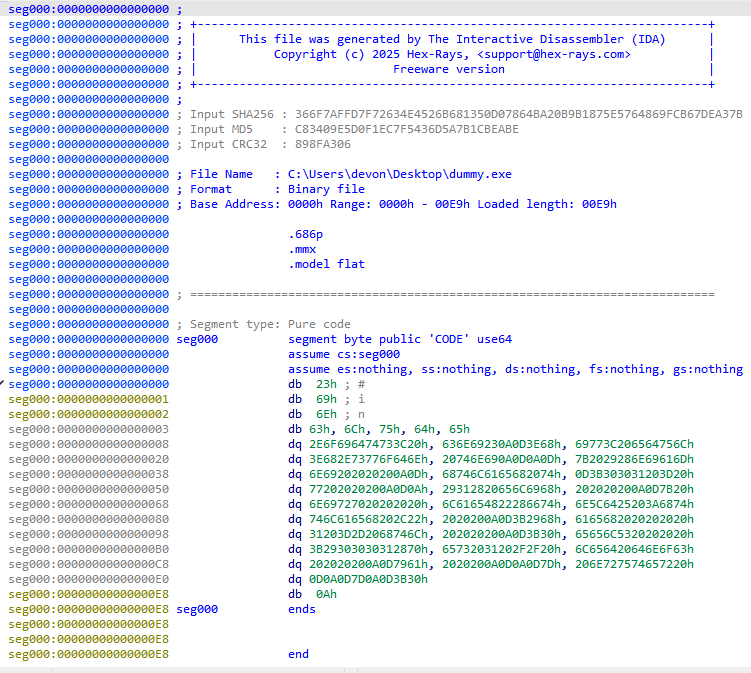 seg000:0000000000000000 ;
seg000:0000000000000000 ; +-------------------------------------------------------------------------+
seg000:0000000000000000 ; |      This file was generated by The Interactive Disassembler (IDA)      |
seg000:0000000000000000 ; |           Copyright (c) 2025 Hex-Rays, <support@hex-rays.com>           |
seg000:0000000000000000 ; |                            Freeware version                             |
seg000:0000000000000000 ; +-------------------------------------------------------------------------+
seg000:0000000000000000 ;
seg000:0000000000000000 ; Input SHA256 : 366F7AFFD7F72634E4526B681350D07864BA20B9B1875E5764869FCB67DEA37B
seg000:0000000000000000 ; Input MD5    : C83409E5D0F1EC7F5436D5A7B1CBEABE
seg000:0000000000000000 ; Input CRC32  : 898FA306
seg000:0000000000000000
seg000:0000000000000000 ; File Name   : C:\Users\devon\Desktop\dummy.exe
seg000:0000000000000000 ; Format      : Binary file
seg000:0000000000000000 ; Base Address: 0000h Range: 0000h - 00E9h Loaded length: 00E9h
seg000:0000000000000000
seg000:0000000000000000                 .686p
seg000:0000000000000000                 .mmx
seg000:0000000000000000                 .model flat
seg000:0000000000000000
seg000:0000000000000000 ; ===========================================================================
seg000:0000000000000000
seg000:0000000000000000 ; Segment type: Pure code
seg000:0000000000000000 seg000          segment byte public 'CODE' use64
seg000:0000000000000000                 assume cs:seg000
seg000:0000000000000000                 assume es:nothing, ss:nothing, ds:nothing, fs:nothing, gs:nothing
seg000:0000000000000000                 db  23h ; #
seg000:0000000000000001                 db  69h ; i
seg000:0000000000000002                 db  6Eh ; n
seg000:0000000000000003                 db 63h, 6Ch, 75h, 64h, 65h
seg000:0000000000000008                 dq 2E6F696474733C20h, 636E69230A0D3E68h, 69773C206564756Ch
seg000:0000000000000020                 dq 3E682E73776F646Eh, 20746E690A0D0A0Dh, 7B2029286E69616Dh
seg000:0000000000000038                 dq 6E69202020200A0Dh, 68746C6165682074h, 0D3B303031203D20h
seg000:0000000000000050                 dq 77202020200A0D0Ah, 29312820656C6968h, 202020200A0D7B20h
seg000:0000000000000068                 dq 6E69727020202020h, 6C61654822286674h, 6E5C6425203A6874h
seg000:0000000000000080                 dq 746C616568202C22h, 2020200A0D3B2968h, 6165682020202020h
seg000:0000000000000098                 dq 31203D2D2068746Ch, 202020200A0D3B30h, 65656C5320202020h
seg000:00000000000000B0                 dq 3B29303030312870h, 65732031202F2F20h, 6C656420646E6F63h
seg000:00000000000000C8                 dq 202020200A0D7961h, 2020200A0D0A0D7Dh, 206E727574657220h
seg000:00000000000000E0                 dq 0D0A0D7D0A0D3B30h
seg000:00000000000000E8                 db  0Ah
seg000:00000000000000E8 seg000          ends
seg000:00000000000000E8
seg000:00000000000000E8
seg000:00000000000000E8                 end